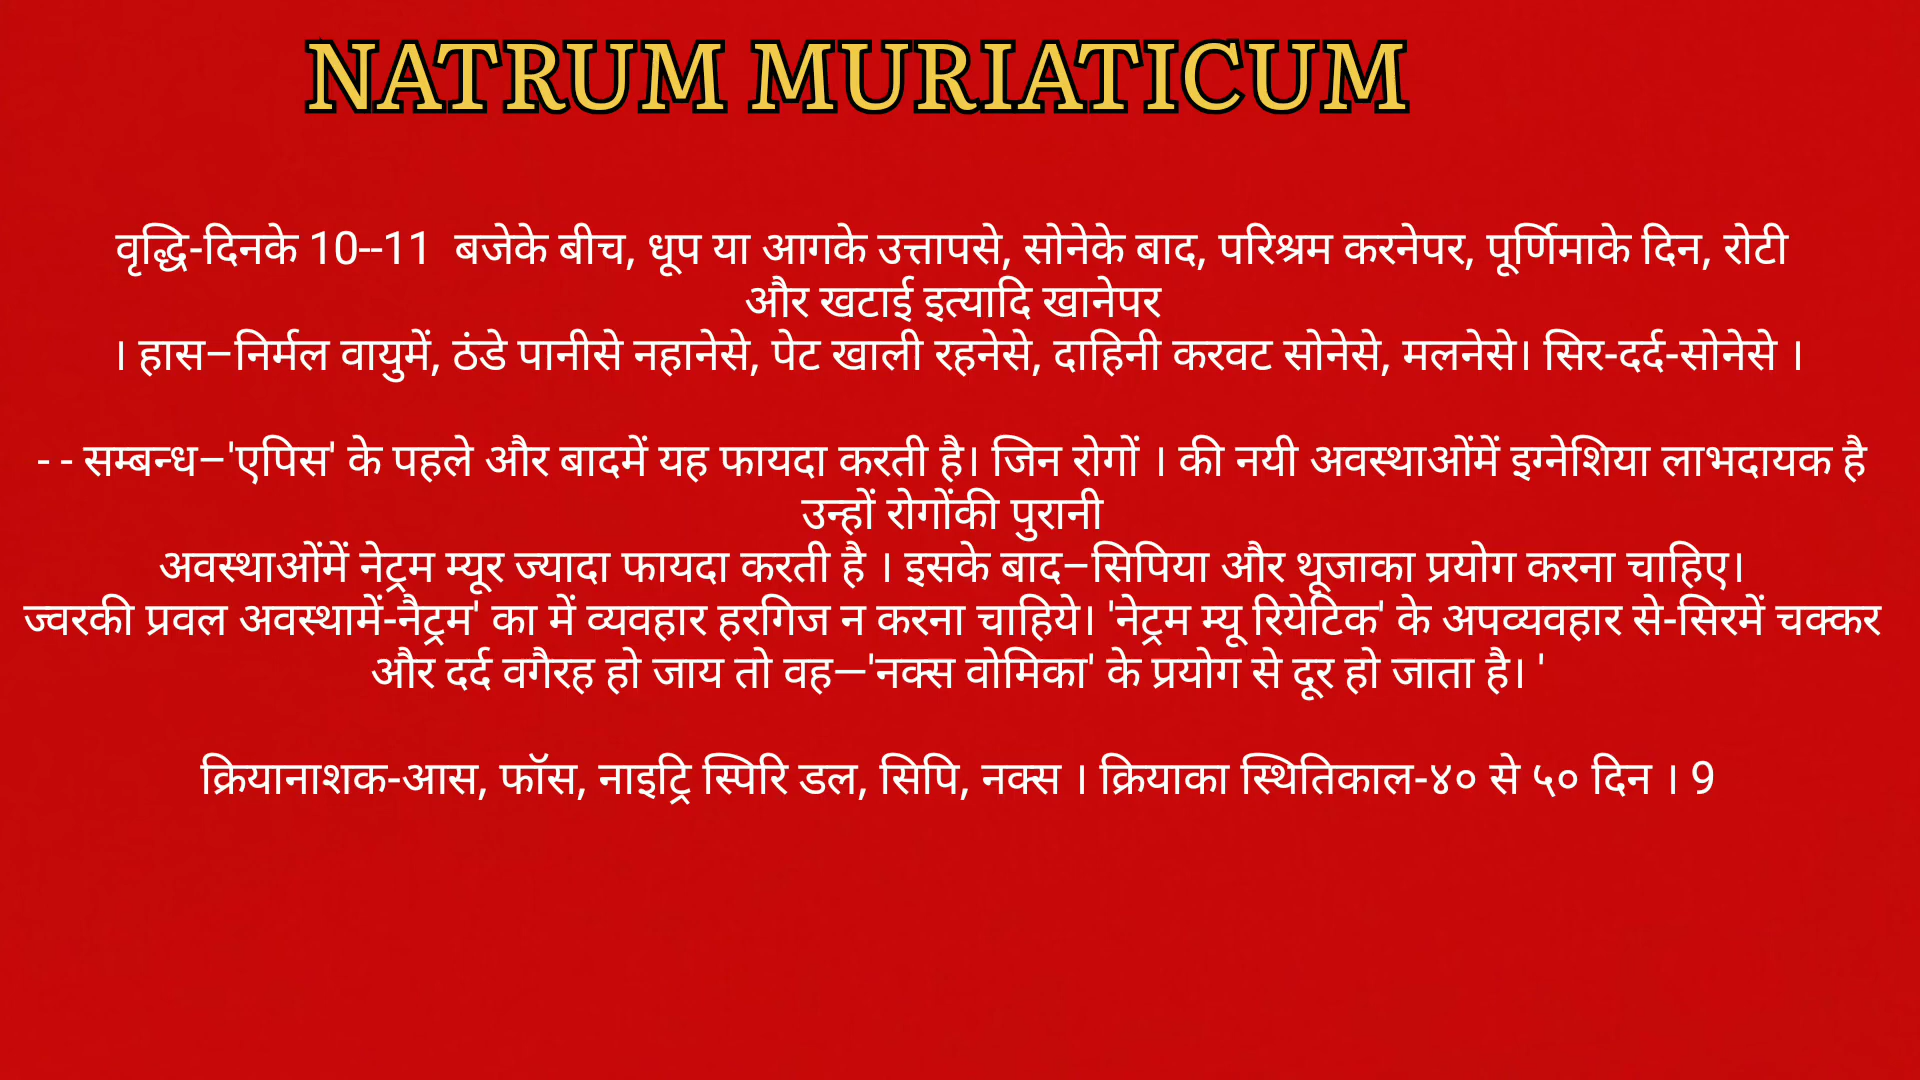 NATRUM MURIATICUM
वृद्धि-दिनके 10--11 बजेके बीच, धूप या आगके उत्तापसे, सोनेके बाद, परिश्रम करनेपर, पूर्णिमाके दिन, रोटी
और खटाई इत्यादि खानेपर
। हास–निर्मल वायुमें, ठंडे पानीसे नहानेसे, पेट खाली रहनेसे, दाहिनी करवट सोनेसे, मलनेसे। सिर-दर्द-सोनेसे ।
- - सम्बन्ध–'एपिस' के पहले और बादमें यह फायदा करती है। जिन रोगों । की नयी अवस्थाओंमें इग्नेशिया लाभदायक है
उन्हों रोगोंकी पुरानी
अवस्थाओंमें नेट्रम म्यूर ज्यादा फायदा करती है । इसके बाद–सिपिया और थूजाका प्रयोग करना चाहिए।
ज्वरकी प्रवल अवस्थामें-नैट्रम' का में व्यवहार हरगिज न करना चाहिये। 'नेट्रम म्यू रियेटिक' के अपव्यवहार से-सिरमें चक्कर
और दर्द वगैरह हो जाय तो वह—'नक्स वोमिका' के प्रयोग से दूर हो जाता है। '
क्रियानाशक-आस, फॉस, नाइट्रि स्पिरि डल, सिपि, नक्स । क्रियाका स्थितिकाल-४० से ५० दिन । 9